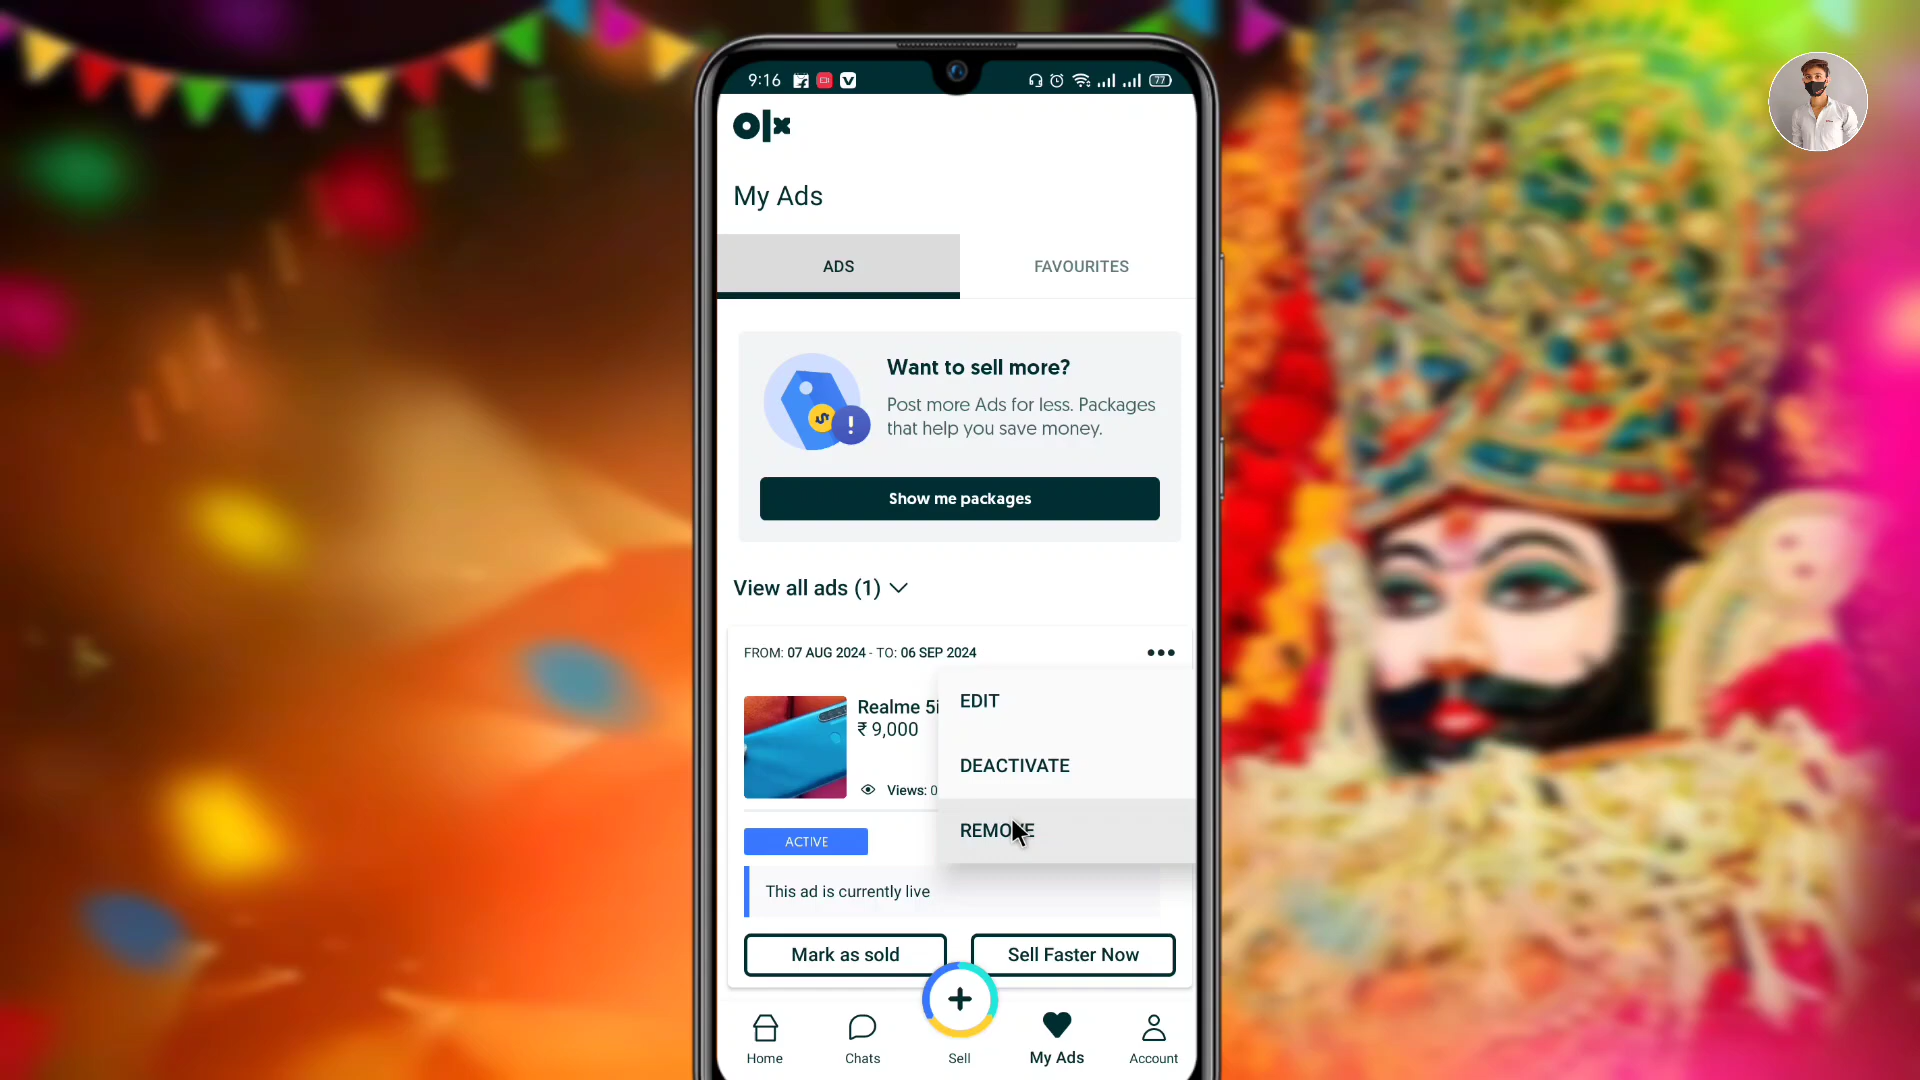 9:16
77
olx
My Ads
ADS
FAVOURITES
Want to sell more?
Post more Ads for less. Packages
that help you save money.
Show me packages
View all ads (1)
FROM: 07 AUG 2024 - TO: 06 SEP 2024
EDIT
Realme 5i
₹ 9,000
DEACTIVATE
Views: 0
REMOVE
ACTIVE
This ad is currently live
Mark as sold
Sell Faster Now
Home
Chats
Sell
My Ads
Account